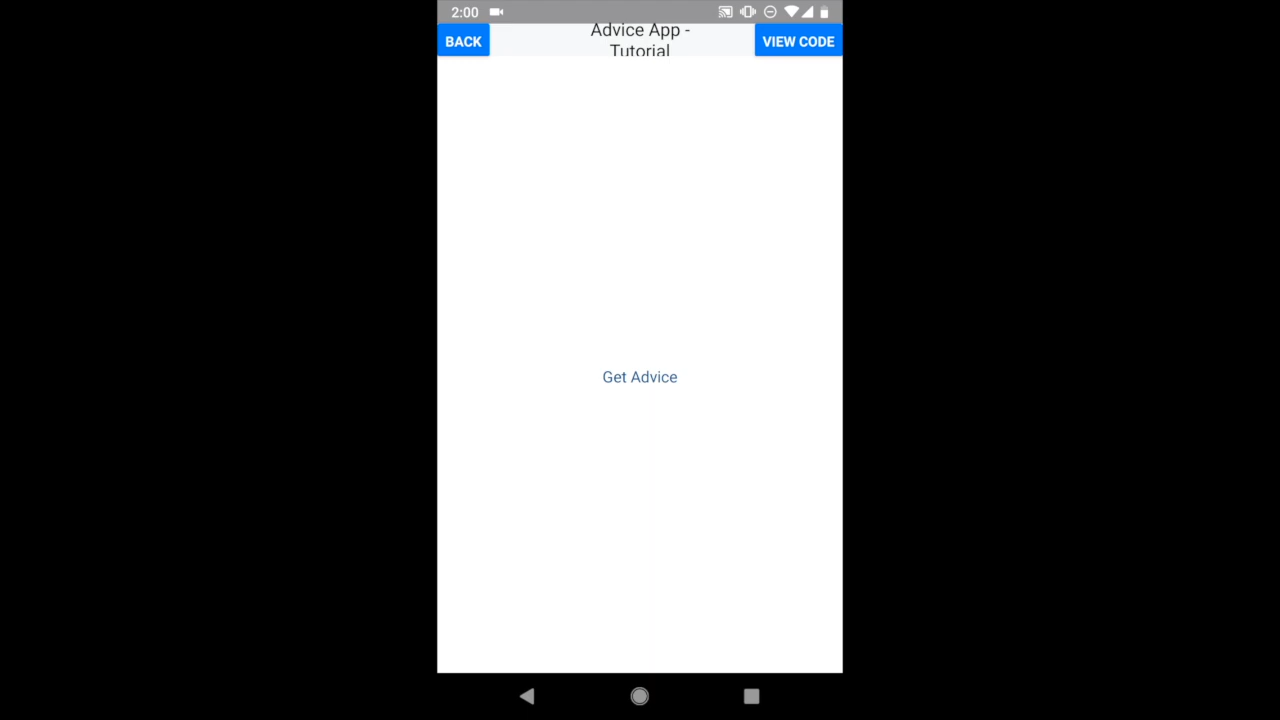 2:00
BACK
Advice App -
Tutorial
VIEW CODE
Get Advice